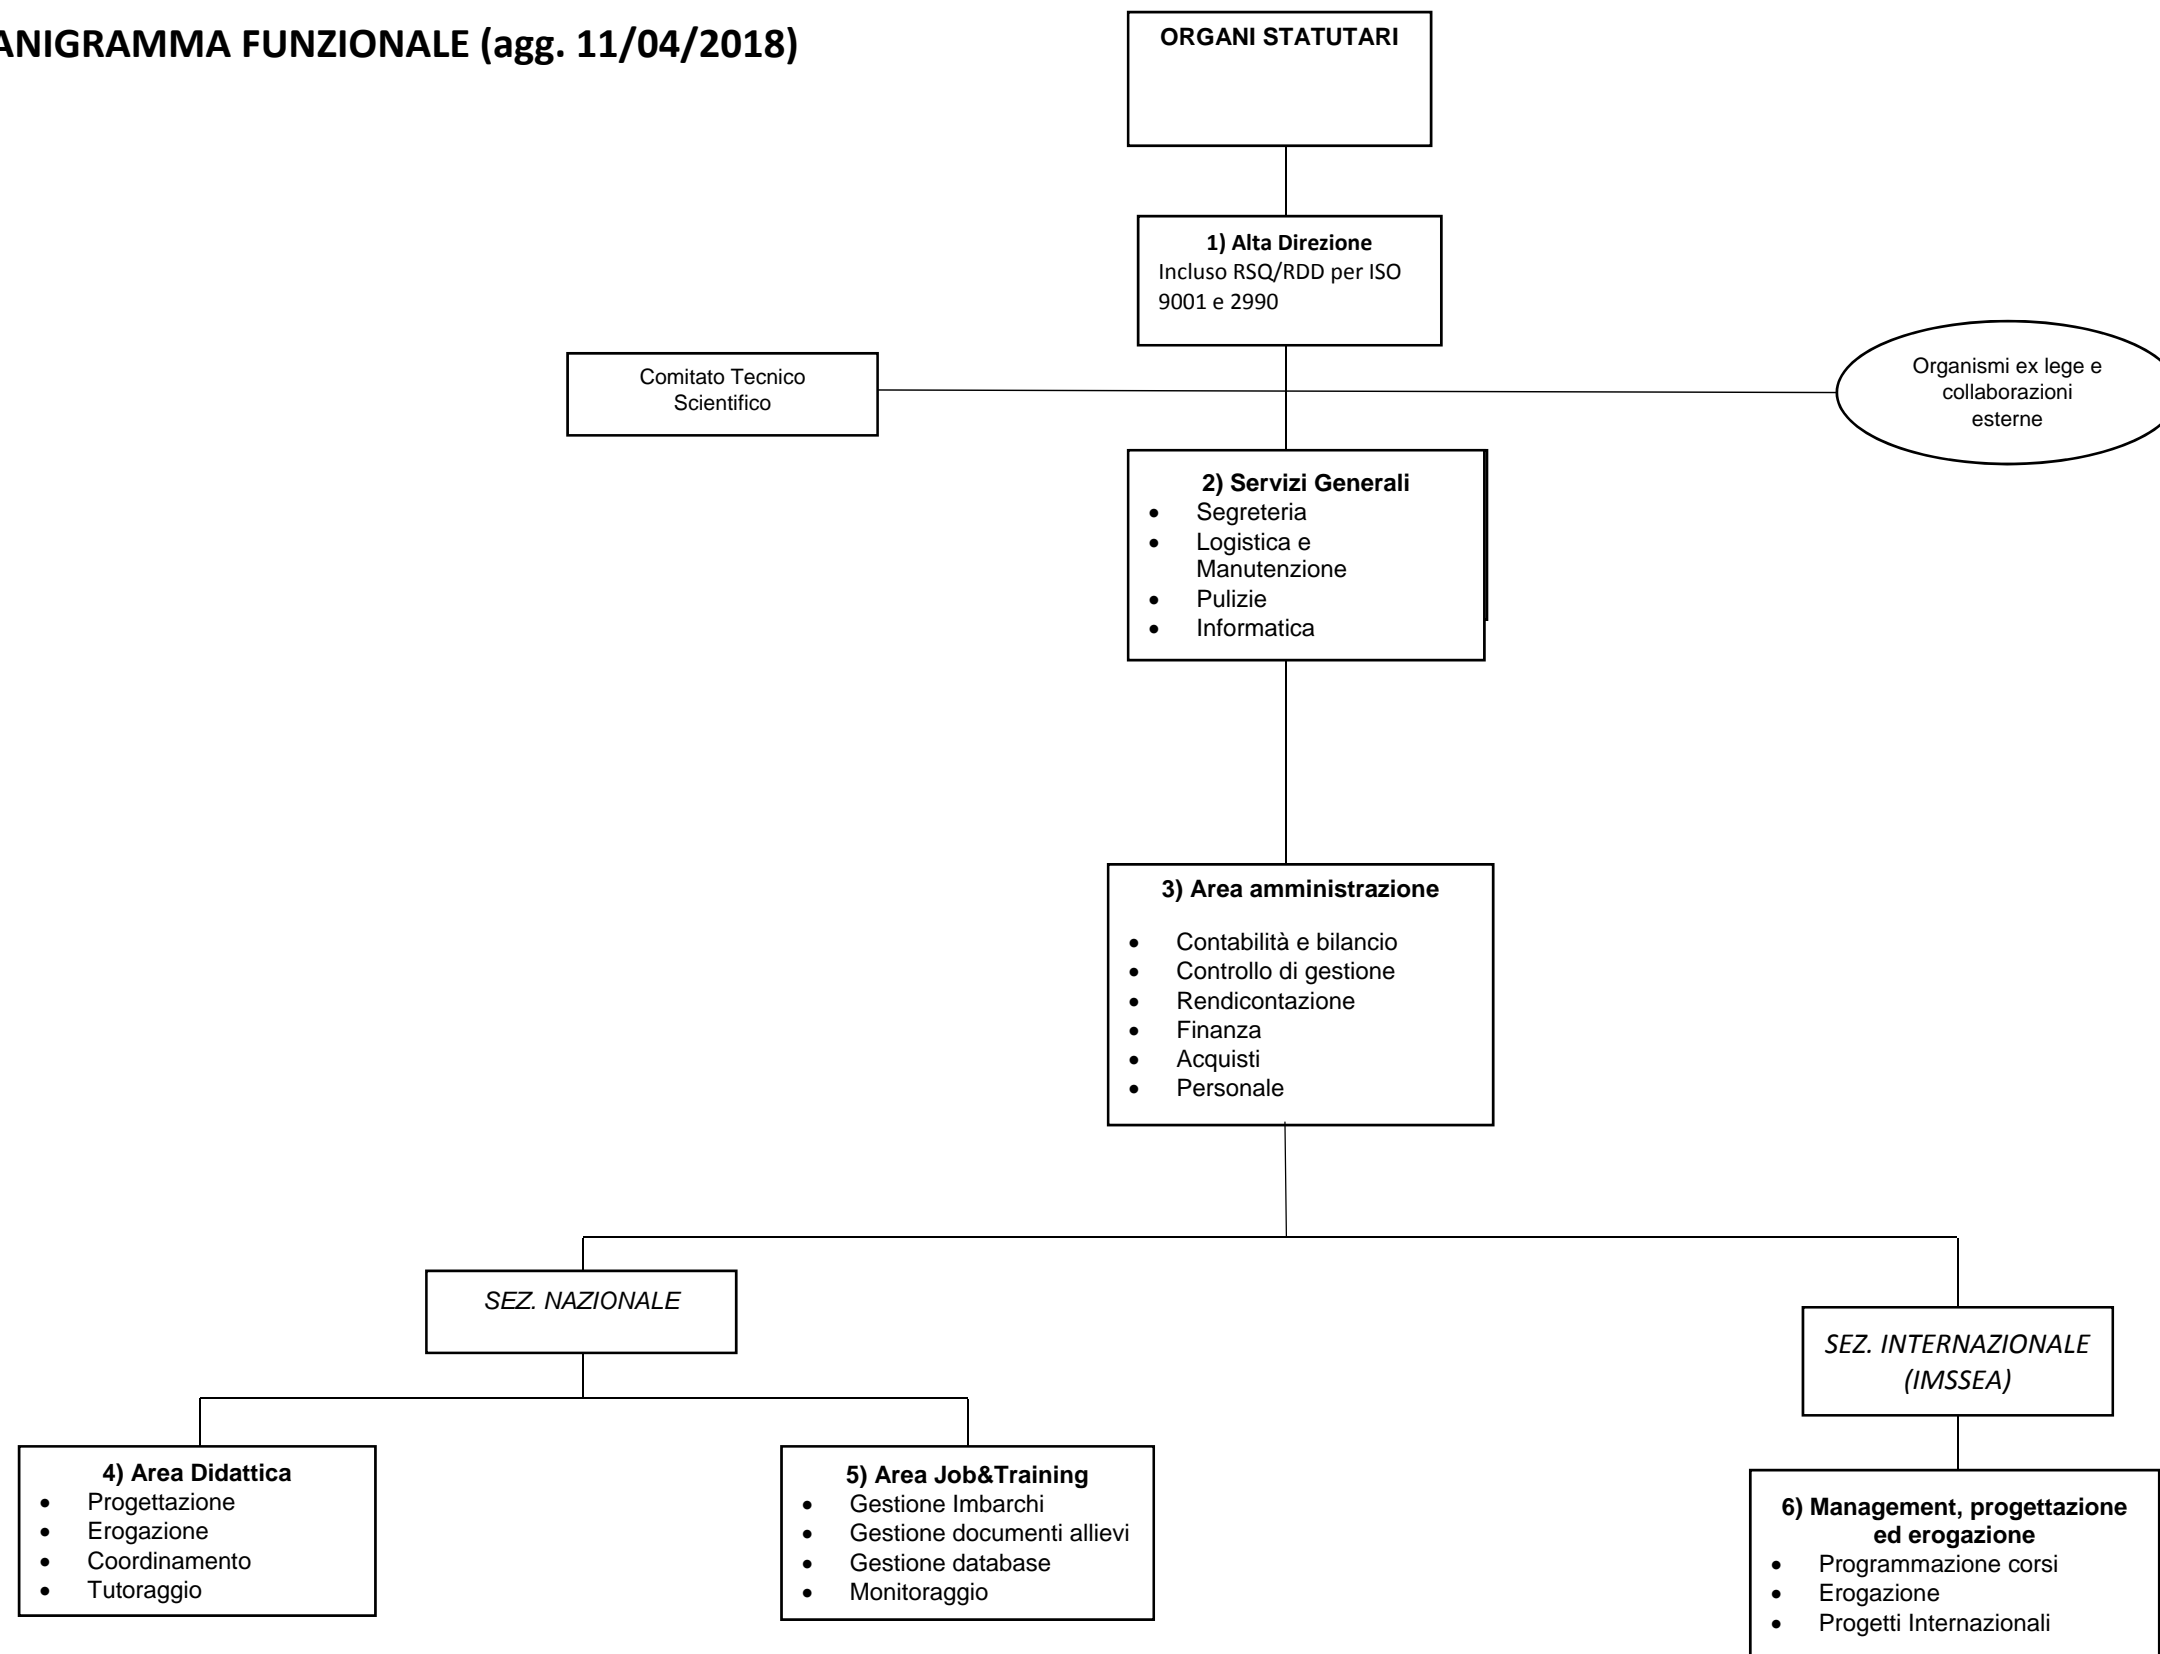 ANIGRAMMA FUNZIONALE (agg. 11/04/2018)
ORGANI STATUTARI
1) Alta Direzione
Incluso RSQ/RDD per ISO
9001 e 2990
Comitato Tecnico
Scientifico
Organismi ex lege e
collaborazioni
esterne
2) Servizi Generali
• Segreteria
• Logistica e
Manutenzione
• Pulizie
• Informatica
3) Area amministrazione
• Contabilità e bilancio
• Controllo di gestione
• Rendicontazione
• Finanza
• Acquisti
• Personale
SEZ. NAZIONALE
SEZ. INTERNAZIONALE
(IMSSEA)
4) Area Didattica
• Progettazione
• Erogazione
• Coordinamento
• Tutoraggio
5) Area Job&Training
• Gestione Imbarchi
• Gestione documenti allievi
• Gestione database
• Monitoraggio
6) Management, progettazione
ed erogazione
• Programmazione corsi
• Erogazione
• Progetti Internazionali